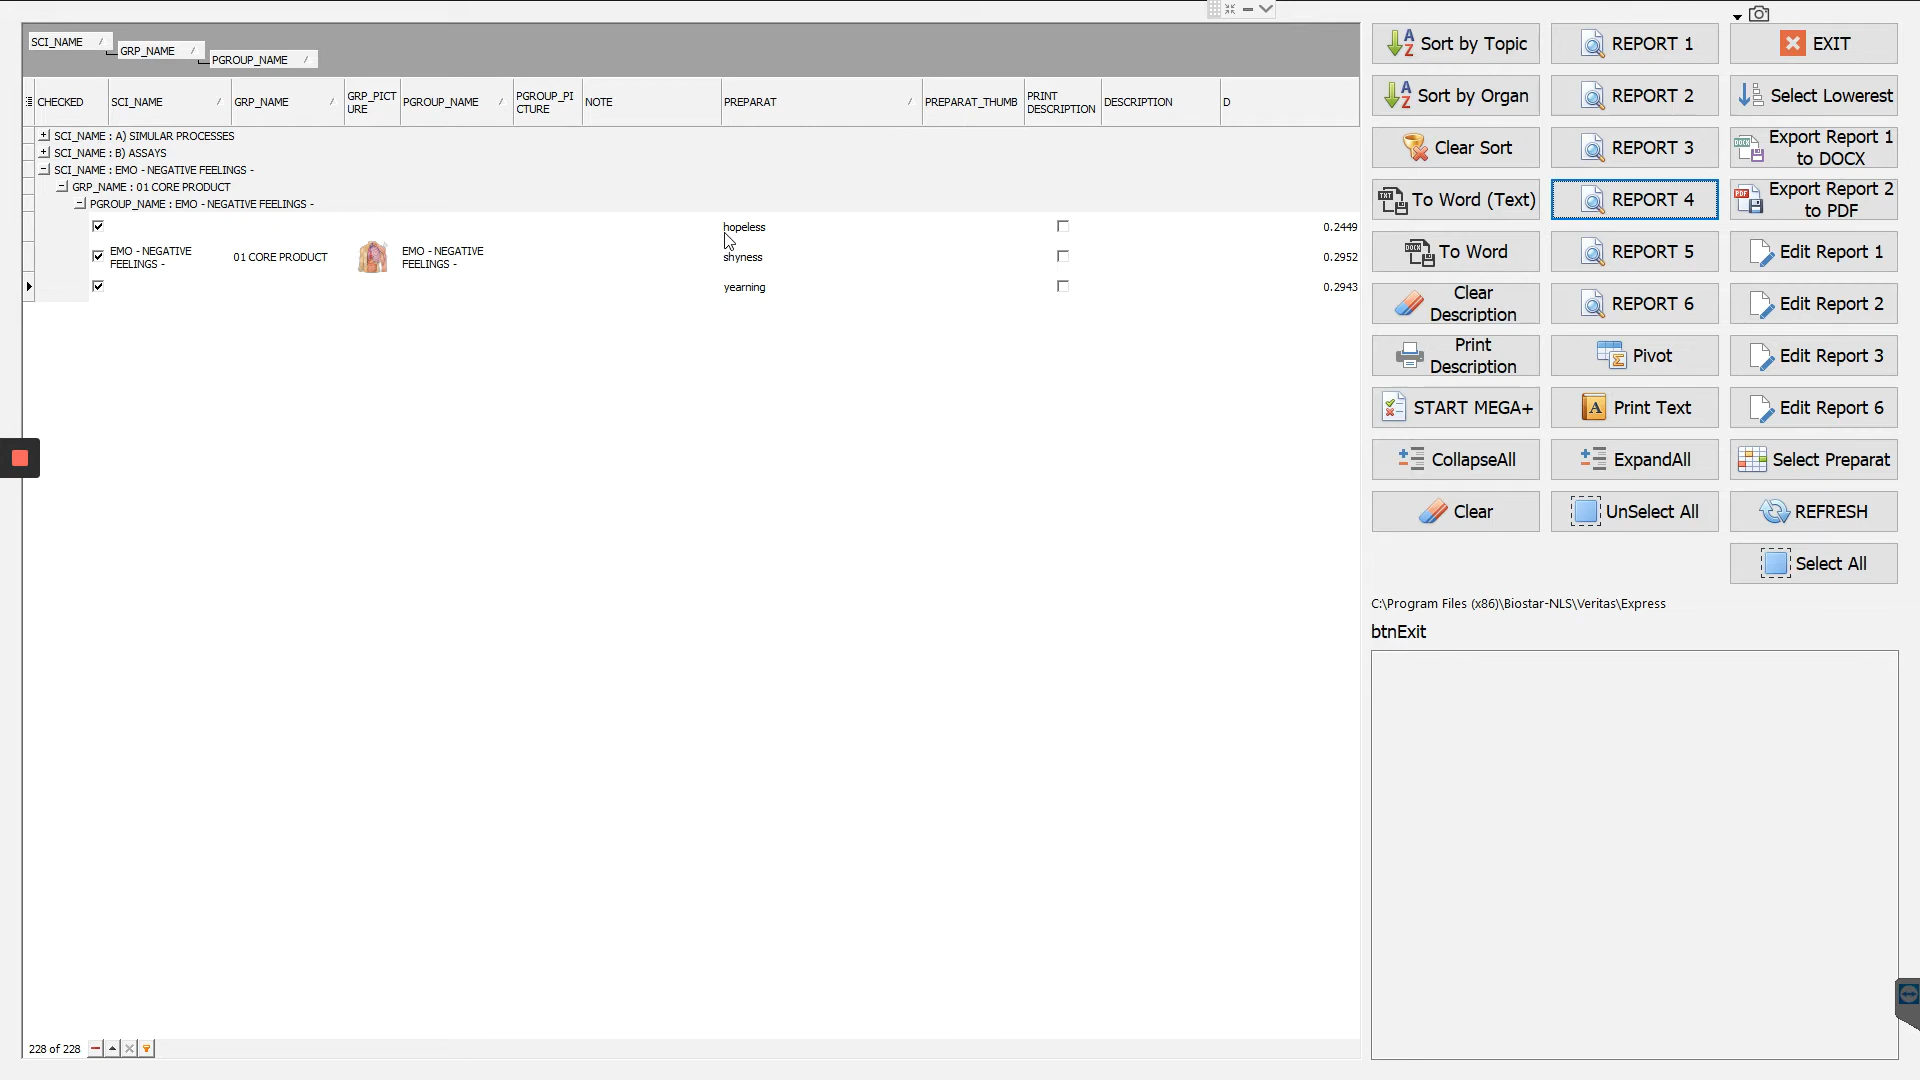 SCI_NAME
GRP_NAME
PGROUP_NAME
CHECKED
SCI_NAME
GRP_NAME
GRP_PICT
URE
PGROUP_NAME
PGROUP_PI
CTURE
NOTE
PREPARAT
PREPARAT_THUMB
PRINT
DESCRIPTION
DESCRIPTION
D
SCI_NAME : A) SIMULAR PROCESSES
SCI_NAME : B) ASSAYS
SCI_NAME : EMO - NEGATIVE FEELINGS -
GRP_NAME : 01 CORE PRODUCT
PGROUP_NAME : EMO - NEGATIVE FEELINGS -
hopeless
0.2449
EMO - NEGATIVE
FEELINGS -
01 CORE PRODUCT
EMO - NEGATIVE
FEELINGS -
shyness
0.2952
yearning
0.2943
228 of 228
Sort by Topic
REPORT 1
EXIT
Sort by Organ
REPORT 2
Select Lowerest
Clear Sort
REPORT 3
Export Report 1
to DOCX
To Word (Text)
REPORT 4
Export Report 2
to PDF
To Word
REPORT 5
Edit Report 1
Clear
Description
REPORT 6
Edit Report 2
Print
Description
Pivot
Edit Report 3
START MEGA+
Print Text
Edit Report 6
CollapseAll
ExpandAll
Select Preparat
Clear
UnSelect All
REFRESH
Select All
C:\Program Files (x86)\Biostar-NLS\Veritas\Express
btnExit